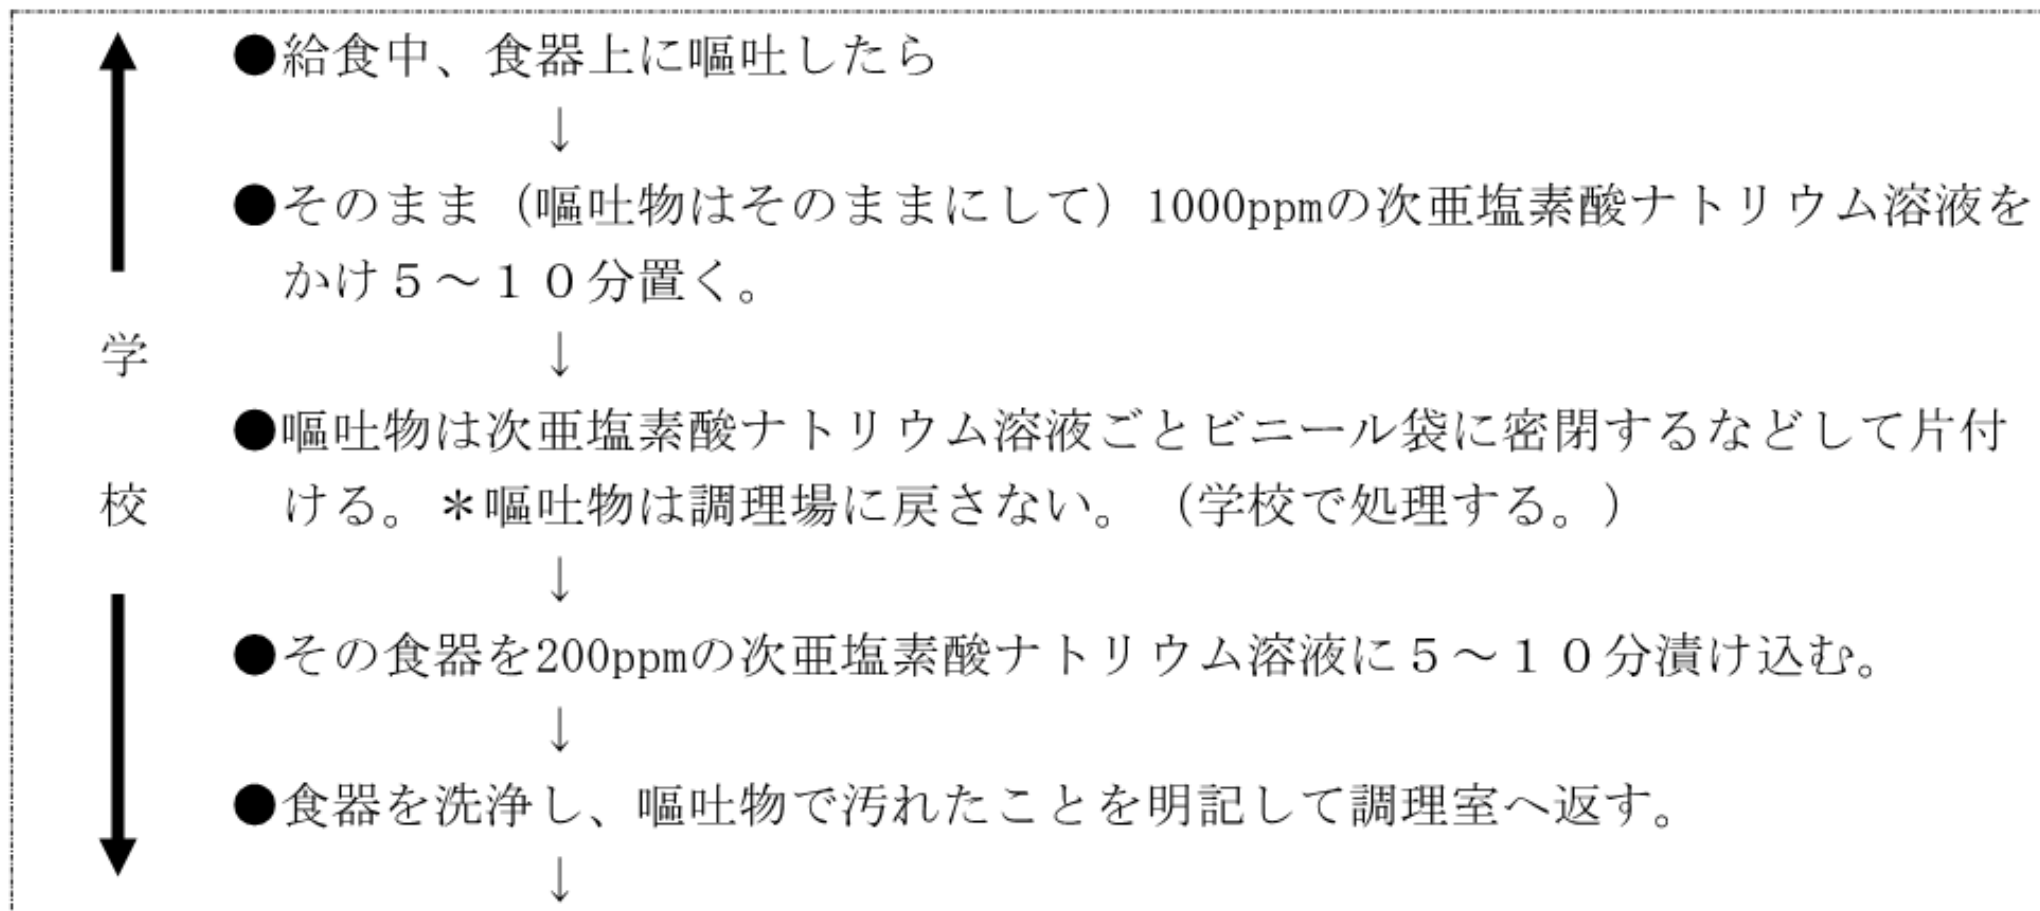 ●給食中、食器上に嘔吐したら
↓
●そのまま（嘔吐物はそのままにして）1000ppmの次亜塩素酸ナトリウム溶液を
かけ５～１０分置く。
↓
学
●嘔吐物は次亜塩素酸ナトリウム溶液ごとビニール袋に密閉するなどして片付
校
ける。＊嘔吐物は調理場に戻さない。（学校で処理する。）
↓
●その食器を200ppmの次亜塩素酸ナトリウム溶液に５～１０分漬け込む。
↓
●食器を洗浄し、嘔吐物で汚れたことを明記して調理室へ返す。
↓